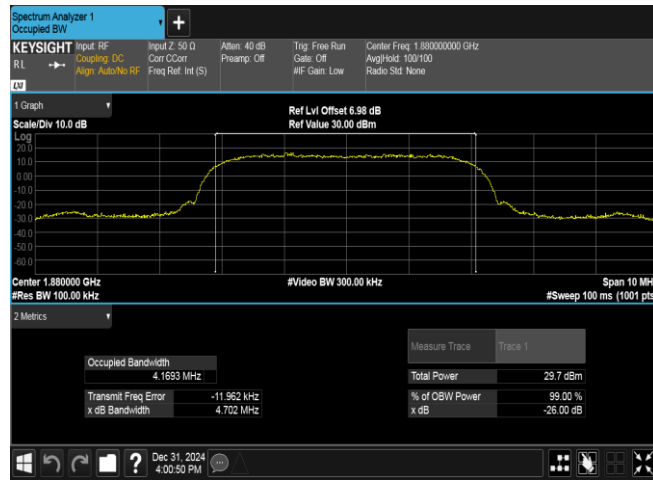 Spectrum Analyzer 1
Occupied BW
+
KEYSIGHT Input: RF Input Z: 50 Ω Atten: 40 dB Trig: Free Run Center Freq: 1.880000000 GHz
RL Coupling: DC Corr CCorr Preamp: Off Gate: Off Avg|Hold: 100/100
Align: Auto/No RF Freq Ref: Int (S) #IF Gain: Low Radio Std: None
LXI
1 Graph
Ref Lvl Offset 6.98 dB
Scale/Div 10.0 dB Ref Value 30.00 dBm
Log
20.0
10.0
0.00
-10.0
-20.0
-30.0
-40.0
-50.0
-60.0
Center 1.880000 GHz #Video BW 300.00 kHz Span 10 MH
#Res BW 100.00 kHz #Sweep 100 ms (1001 pts
2 Metrics
Measure Trace Trace 1
Occupied Bandwidth
4.1693 MHz Total Power 29.7 dBm
Transmit Freq Error -11.962 kHz % of OBW Power 99.00 %
x dB Bandwidth 4.702 MHz x dB -26.00 dB
? Dec 31, 2024
4:00:50 PM